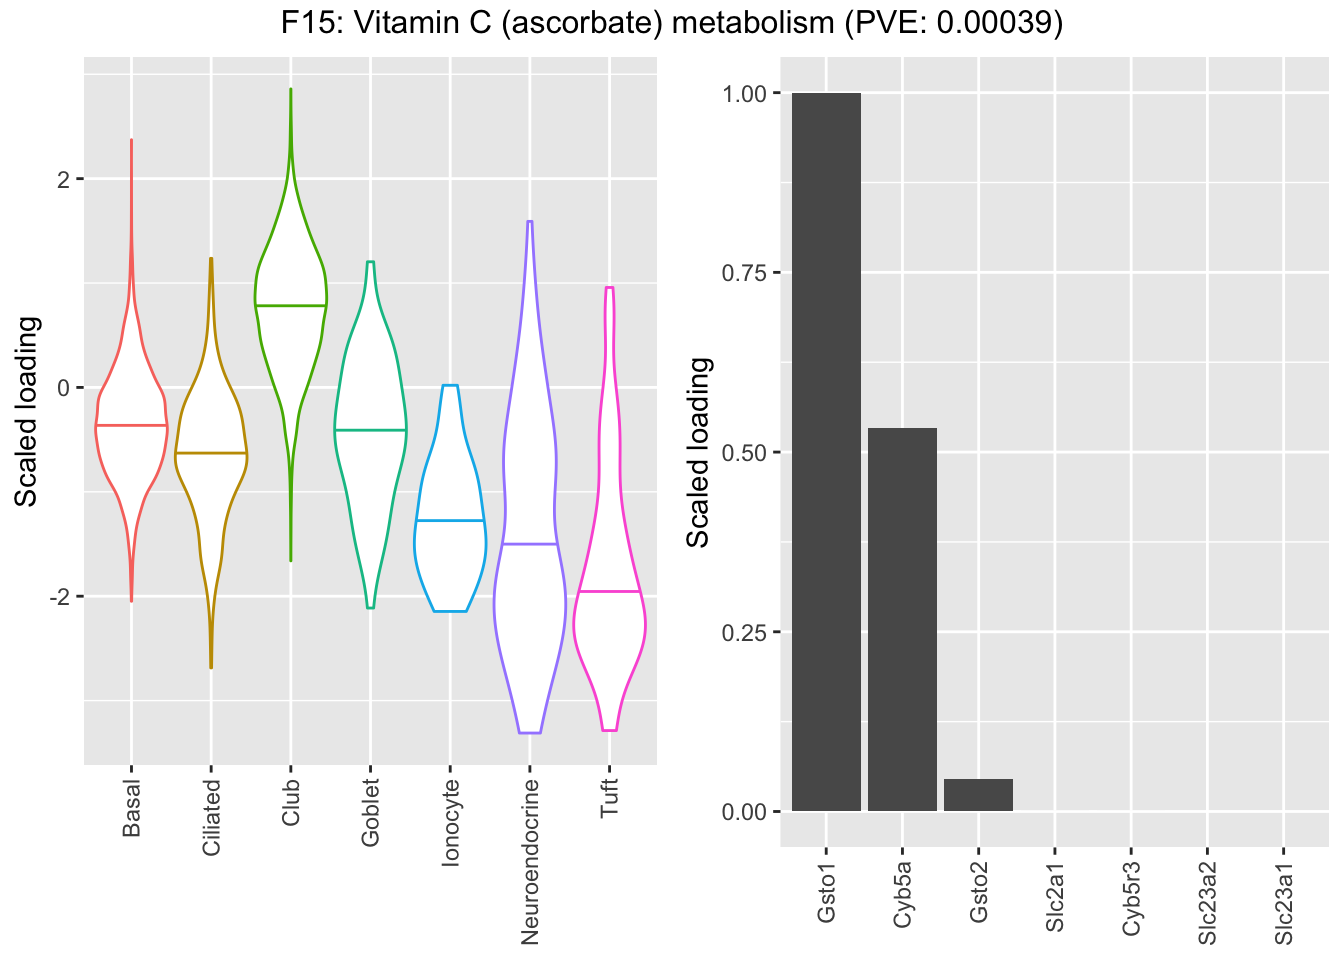 F15: Vitamin C (ascorbate) metabolism (PVE: 0.00039)
Scaled loading
2
0
-2
Basal
Ciliated
Club
Goblet
Ionocyte
Neuroendocrine
Tuft
Scaled loading
1.00
0.75
0.50
0.25
0.00
Gsto1
Cyb5a
Gsto2
Slc2a1
Cyb5r3
Slc23a2
Slc23a1